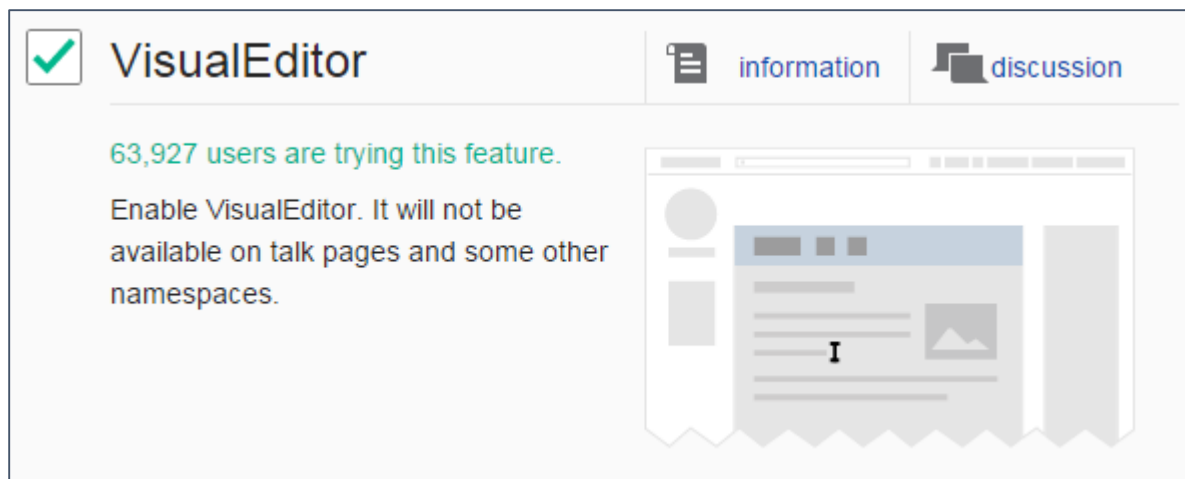 VisualEditor
information
discussion
63,927 users are trying this feature.
Enable VisualEditor. It will not be
available on talk pages and some other
namespaces.